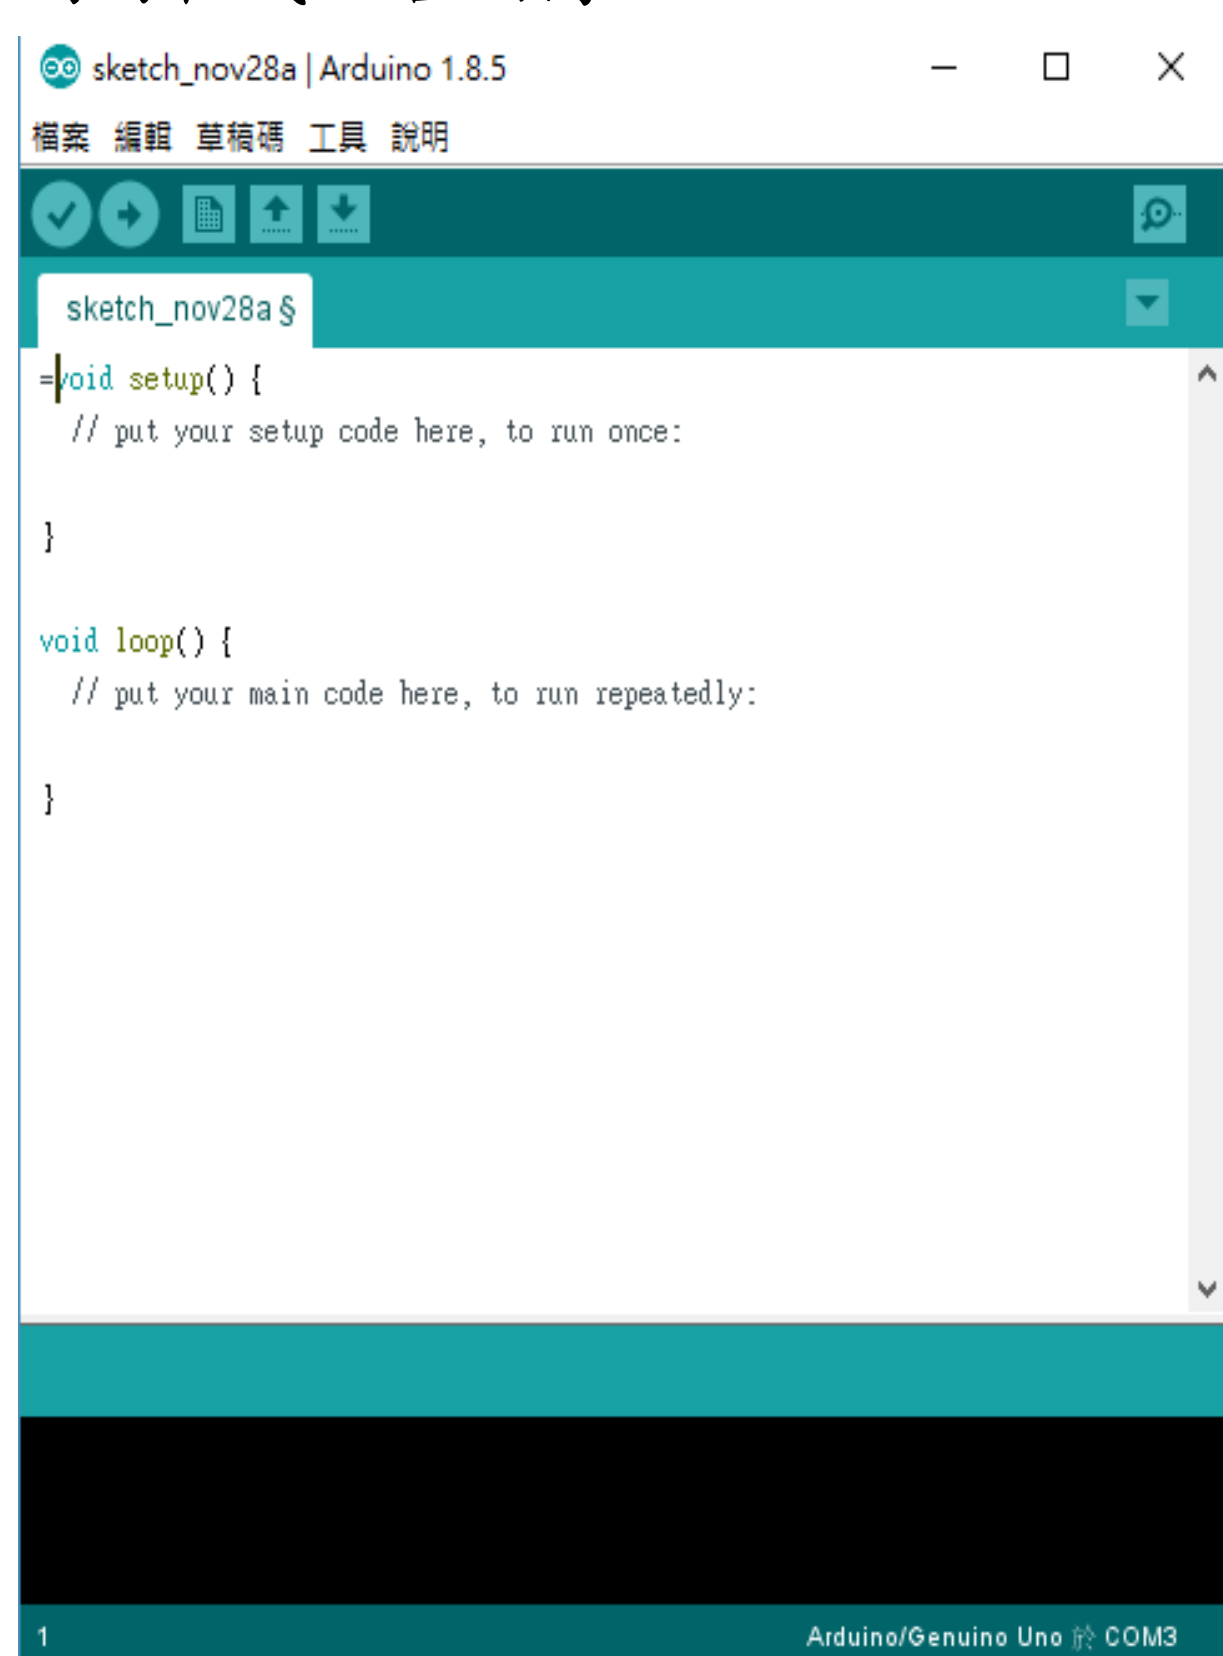 sketch_nov28a | Arduino 1.8.5
檔案 編輯 草稿碼 工具 說明
sketch_nov28a §
=void setup() {
// put your setup code here, to run once:
}
void loop() {
// put your main code here, to run repeatedly:
}
1 Arduino/Genuino Uno 於 COM3